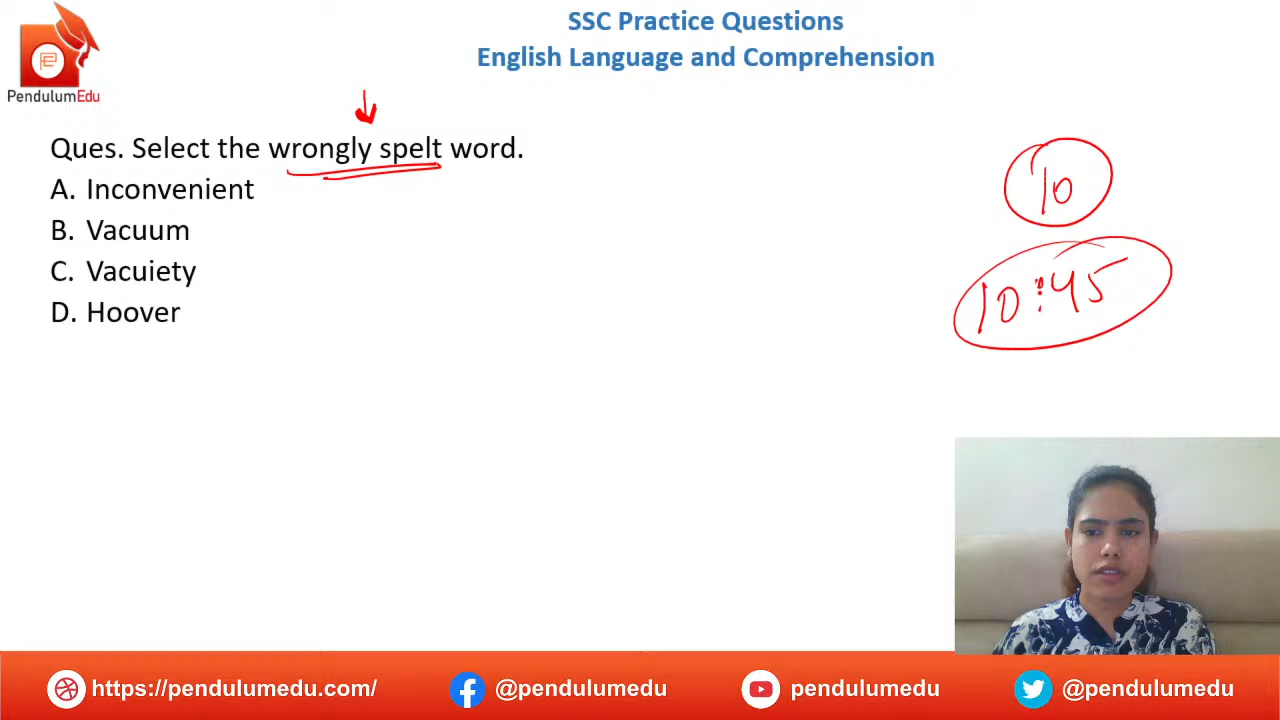 SSC Practice Questions
English Language and Comprehension
PendulumEdu
Ques. Select the wrongly spelt word.
A. Inconvenient
B. Vacuum
C. Vacuiety
D. Hoover
10
10:45
https://pendulumedu.com/
@pendulumedu
pendulumedu
@pendulumedu